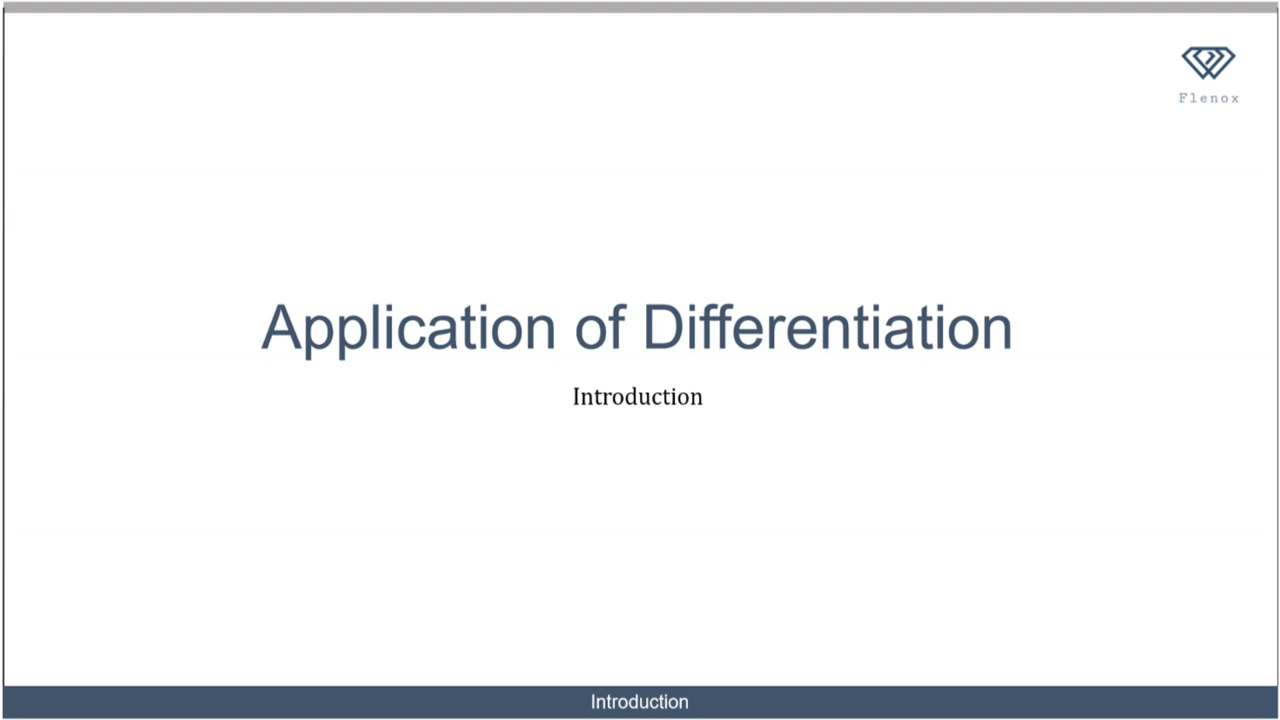 Flenox
Application of Differentiation
Introduction
Introduction